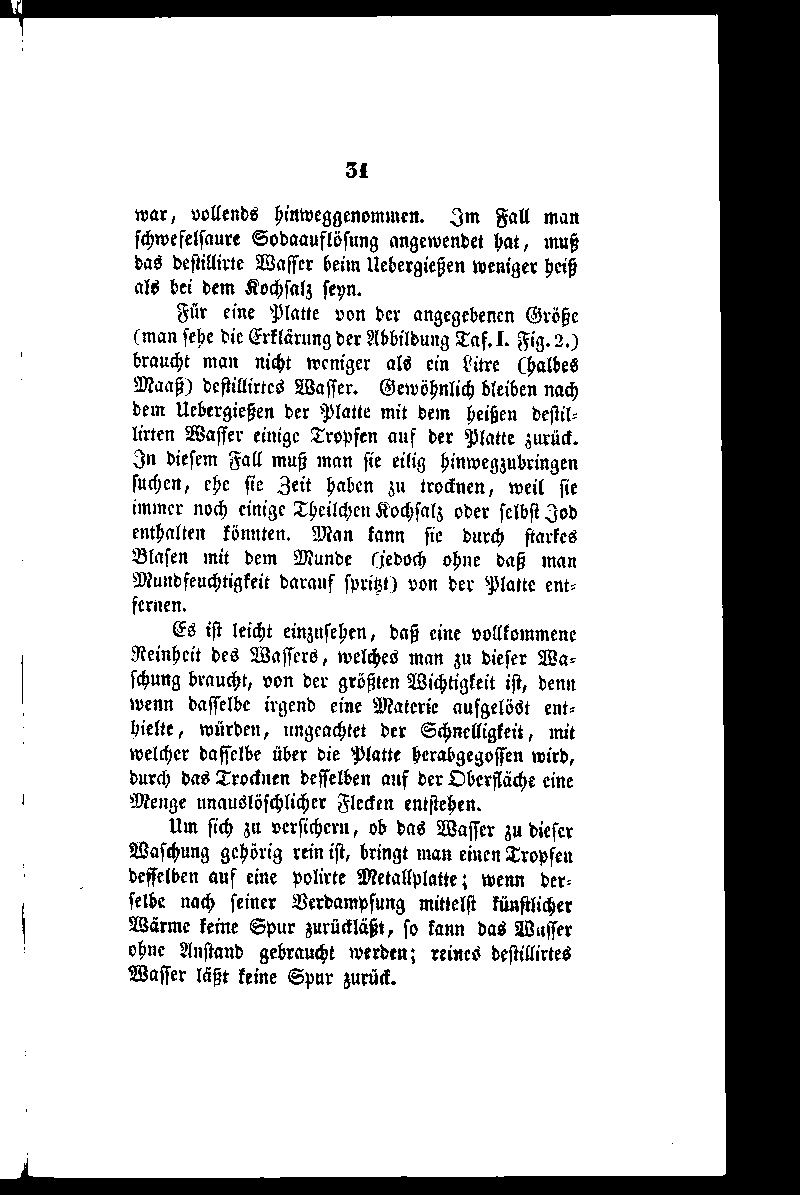 31
war, vollends hinweggenommen. Im Fall man
schwefelsaure Sodaauflösung angewendet hat, muß
das destillirte Wasser beim Uebergießen weniger heiß
als bei dem Kochsalz seyn.
Für eine Platte von der angegebenen Größe
(man sehe die Erklärung der Abbildung Taf. I. Fig. 2.)
braucht man nicht weniger als ein Litre (halbes
Maaß) destillirtes Wasser. Gewöhnlich bleiben nach
dem Uebergießen der Platte mit dem heißen destil-
lirten Wasser einige Tropfen auf der Platte zurück.
In diesem Fall muß man sie eilig hinwegzubringen
suchen, ehe sie Zeit haben zu trocknen, weil sie
immer noch einige Theilchen Kochsalz oder selbst Jod
enthalten könnten. Man kann sie durch starkes
Blasen mit dem Munde (jedoch ohne daß man
Mundfeuchtigkeit darauf spritzt) von der Platte ent-
fernen.
Es ist leicht einzusehen, daß eine vollkommene
Reinheit des Wassers, welches man zu dieser Wa-
schung braucht, von der größten Wichtigkeit ist, denn
wenn dasselbe irgend eine Materie aufgelöst ent-
hielte, würden, ungeachtet der Schnelligkeit, mit
welcher dasselbe über die Platte herabgegossen wird,
durch das Trocknen desselben auf der Oberfläche eine
Menge unauslöschlicher Flecken entstehen.
Um sich zu versichern, ob das Wasser zu dieser
Waschung gehörig rein ist, bringt man einen Tropfen
desselben auf eine polirte Metallplatte; wenn der-
selbe nach seiner Verdampfung mittelst künstlicher
Wärme keine Spur zurückläßt, so kann das Wasser
ohne Anstand gebraucht werden; reines destillirtes
Wasser läßt keine Spur zurück.